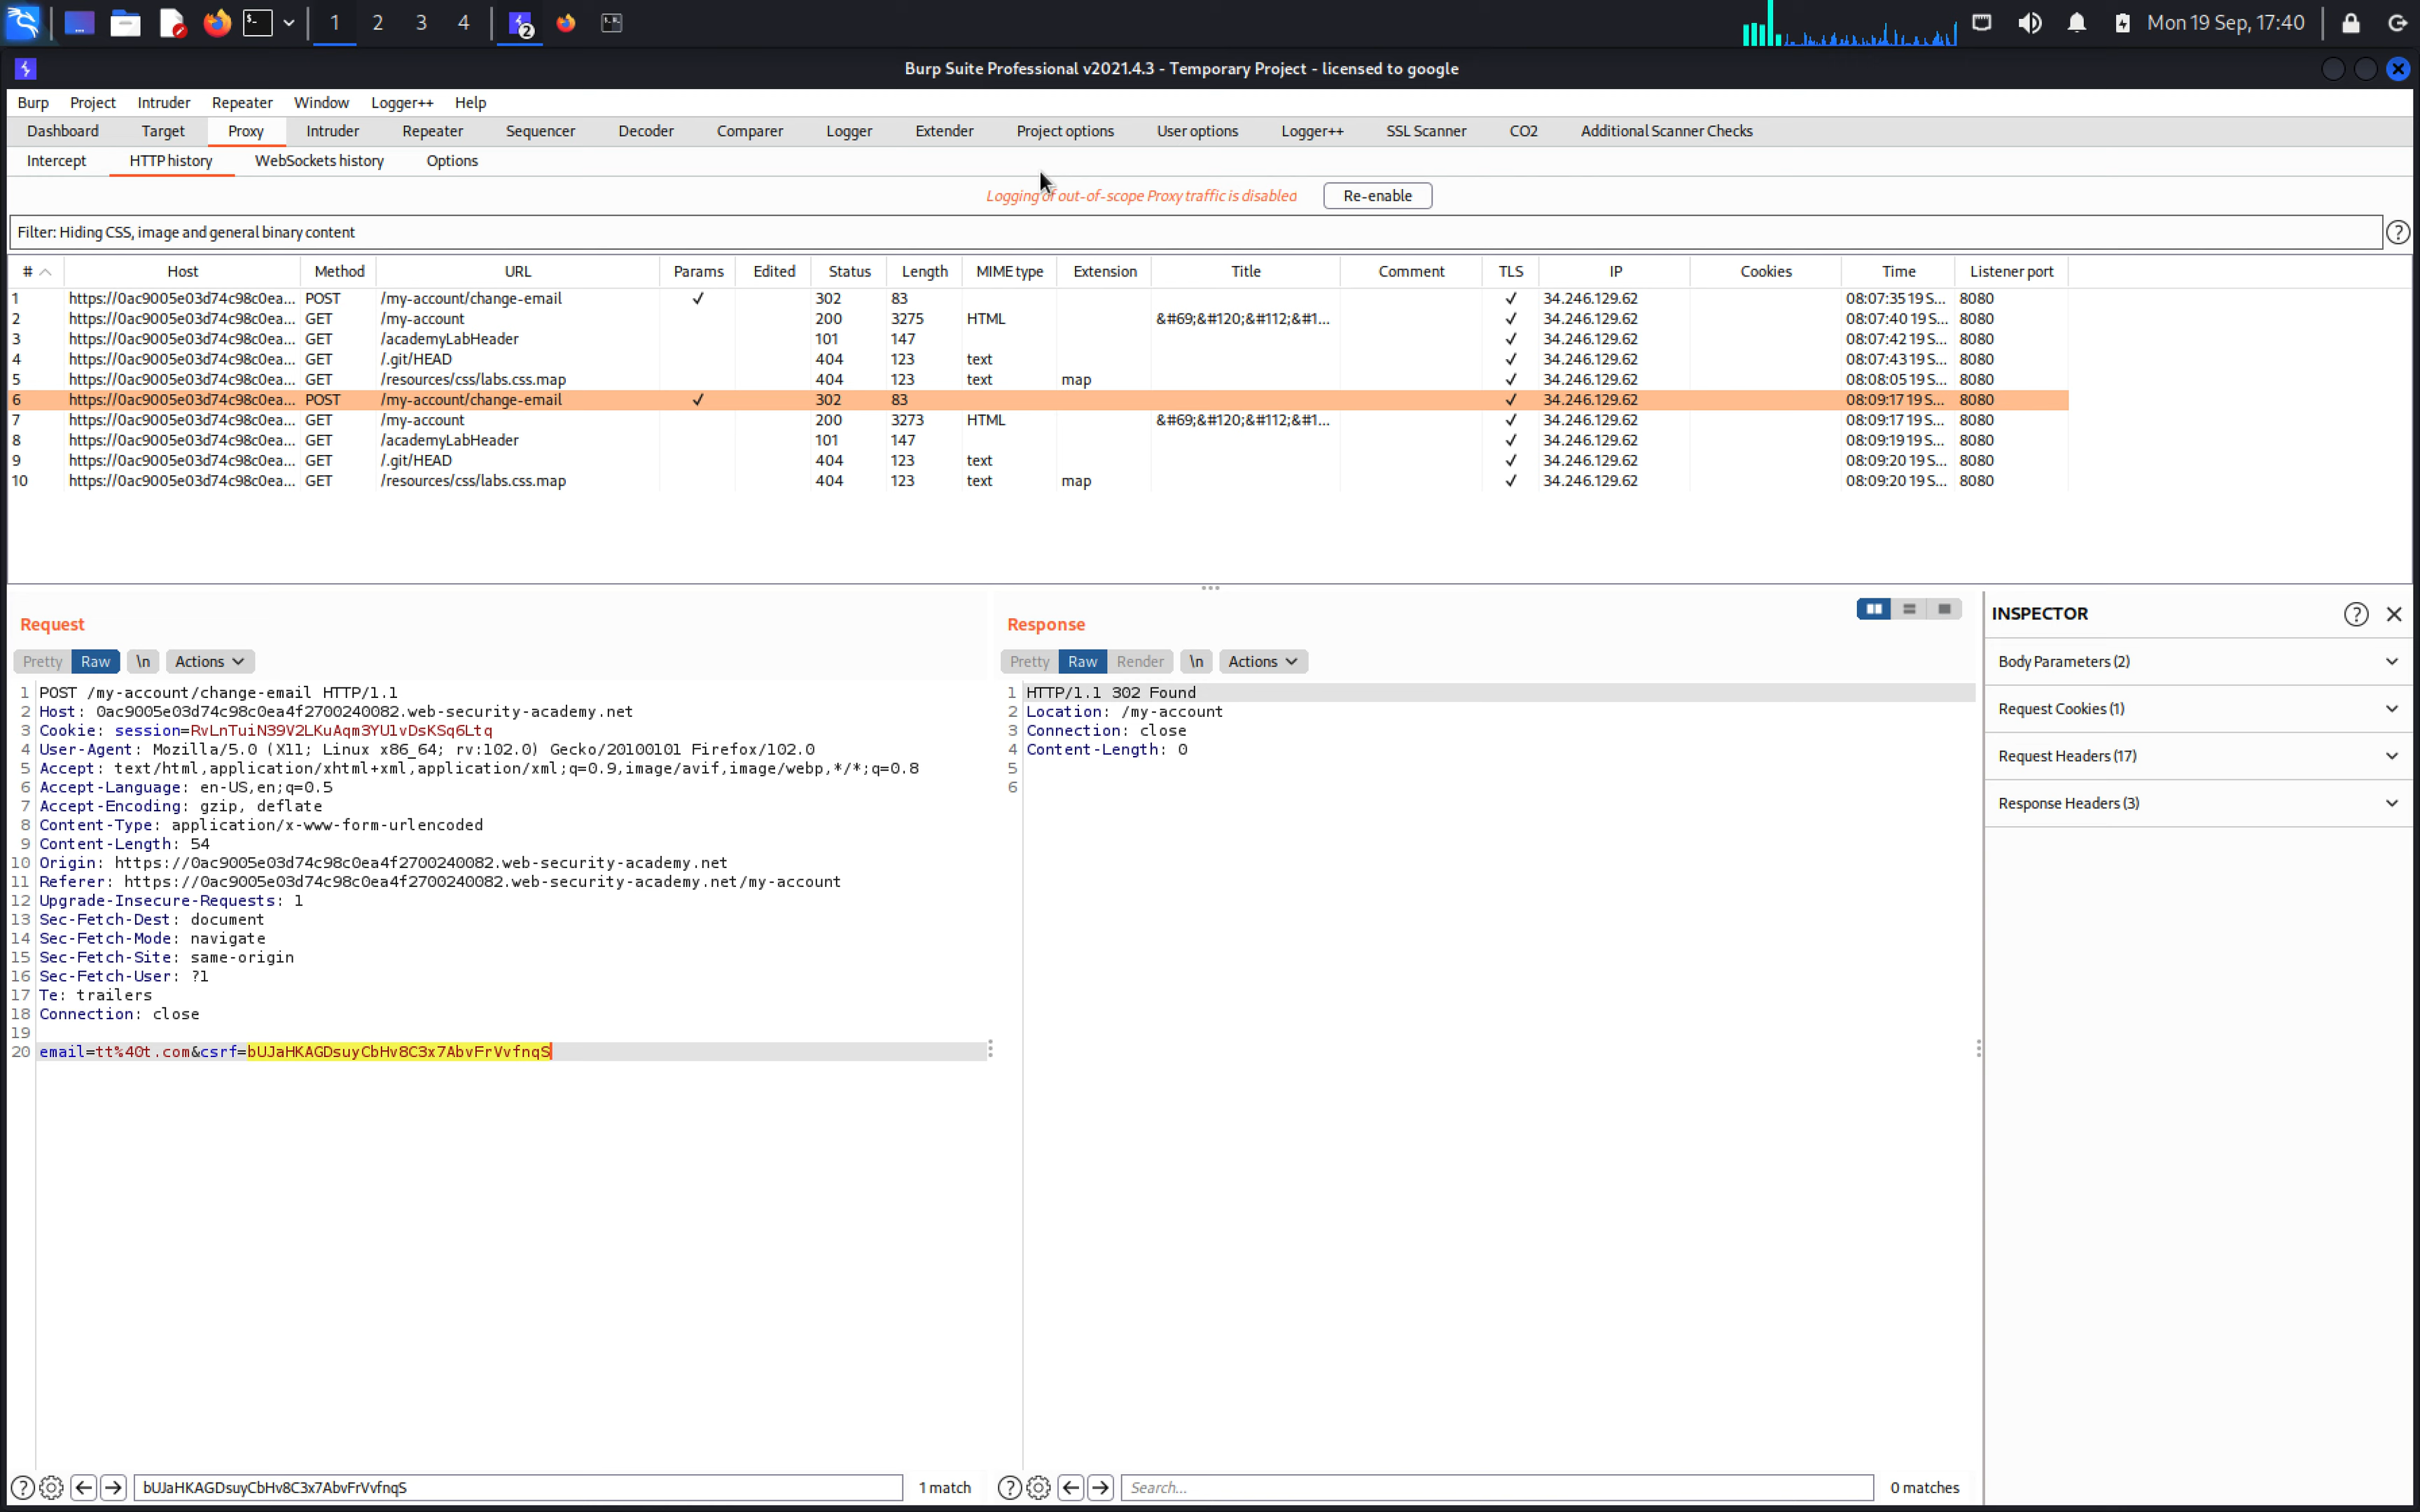 1 2 3 4 2 Mon 19 Sep, 17:40
Burp Suite Professional v2021.4.3 - Temporary Project - licensed to google
Burp Project Intruder Repeater Window Logger++ Help
Dashboard Target Proxy Intruder Repeater Sequencer Decoder Comparer Logger Extender Project options User options Logger++ SSL Scanner CO2 Additional Scanner Checks
Intercept HTTP history WebSockets history Options
Logging of out-of-scope Proxy traffic is disabled Re-enable
Filter: Hiding CSS, image and general binary content ?
# Host Method URL Params Edited Status Length MIME type Extension Title Comment TLS IP Cookies Time Listener port
1 https://0ac9005e03d74c98c0ea... POST /my-account/change-email ✓ 302 83 ✓ 34.246.129.62 08:07:35 19 S... 8080
2 https://0ac9005e03d74c98c0ea... GET /my-account 200 3275 HTML &#69;&#120;&#112;&#1... ✓ 34.246.129.62 08:07:40 19 S... 8080
3 https://0ac9005e03d74c98c0ea... GET /academyLabHeader 101 147 ✓ 34.246.129.62 08:07:42 19 S... 8080
4 https://0ac9005e03d74c98c0ea... GET /.git/HEAD 404 123 text ✓ 34.246.129.62 08:07:43 19 S... 8080
5 https://0ac9005e03d74c98c0ea... GET /resources/css/labs.css.map 404 123 text map ✓ 34.246.129.62 08:08:05 19 S... 8080
6 https://0ac9005e03d74c98c0ea... POST /my-account/change-email ✓ 302 83 ✓ 34.246.129.62 08:09:17 19 S... 8080
7 https://0ac9005e03d74c98c0ea... GET /my-account 200 3273 HTML &#69;&#120;&#112;&#1... ✓ 34.246.129.62 08:09:17 19 S... 8080
8 https://0ac9005e03d74c98c0ea... GET /academyLabHeader 101 147 ✓ 34.246.129.62 08:09:19 19 S... 8080
9 https://0ac9005e03d74c98c0ea... GET /.git/HEAD 404 123 text ✓ 34.246.129.62 08:09:20 19 S... 8080
10 https://0ac9005e03d74c98c0ea... GET /resources/css/labs.css.map 404 123 text map ✓ 34.246.129.62 08:09:20 19 S... 8080
Request
Pretty Raw \n Actions
1 POST /my-account/change-email HTTP/1.1
2 Host: 0ac9005e03d74c98c0ea4f2700240082.web-security-academy.net
3 Cookie: session=RvLnTuiN39V2LKuAqm3YUlvDsKSq6Ltq
4 User-Agent: Mozilla/5.0 (X11; Linux x86_64; rv:102.0) Gecko/20100101 Firefox/102.0
5 Accept: text/html,application/xhtml+xml,application/xml;q=0.9,image/avif,image/webp,*/*;q=0.8
6 Accept-Language: en-US,en;q=0.5
7 Accept-Encoding: gzip, deflate
8 Content-Type: application/x-www-form-urlencoded
9 Content-Length: 54
10 Origin: https://0ac9005e03d74c98c0ea4f2700240082.web-security-academy.net
11 Referer: https://0ac9005e03d74c98c0ea4f2700240082.web-security-academy.net/my-account
12 Upgrade-Insecure-Requests: 1
13 Sec-Fetch-Dest: document
14 Sec-Fetch-Mode: navigate
15 Sec-Fetch-Site: same-origin
16 Sec-Fetch-User: ?1
17 Te: trailers
18 Connection: close
19
20 email=tt%40t.com&csrf=bUJaHKAGDsuyCbHv8C3x7AbvFrVvfnqS
? bUJaHKAGDsuyCbHv8C3x7AbvFrVvfnqS 1 match
Response
Pretty Raw Render \n Actions
1 HTTP/1.1 302 Found
2 Location: /my-account
3 Connection: close
4 Content-Length: 0
5
6
? Search... 0 matches
INSPECTOR ?
Body Parameters (2)
Request Cookies (1)
Request Headers (17)
Response Headers (3)